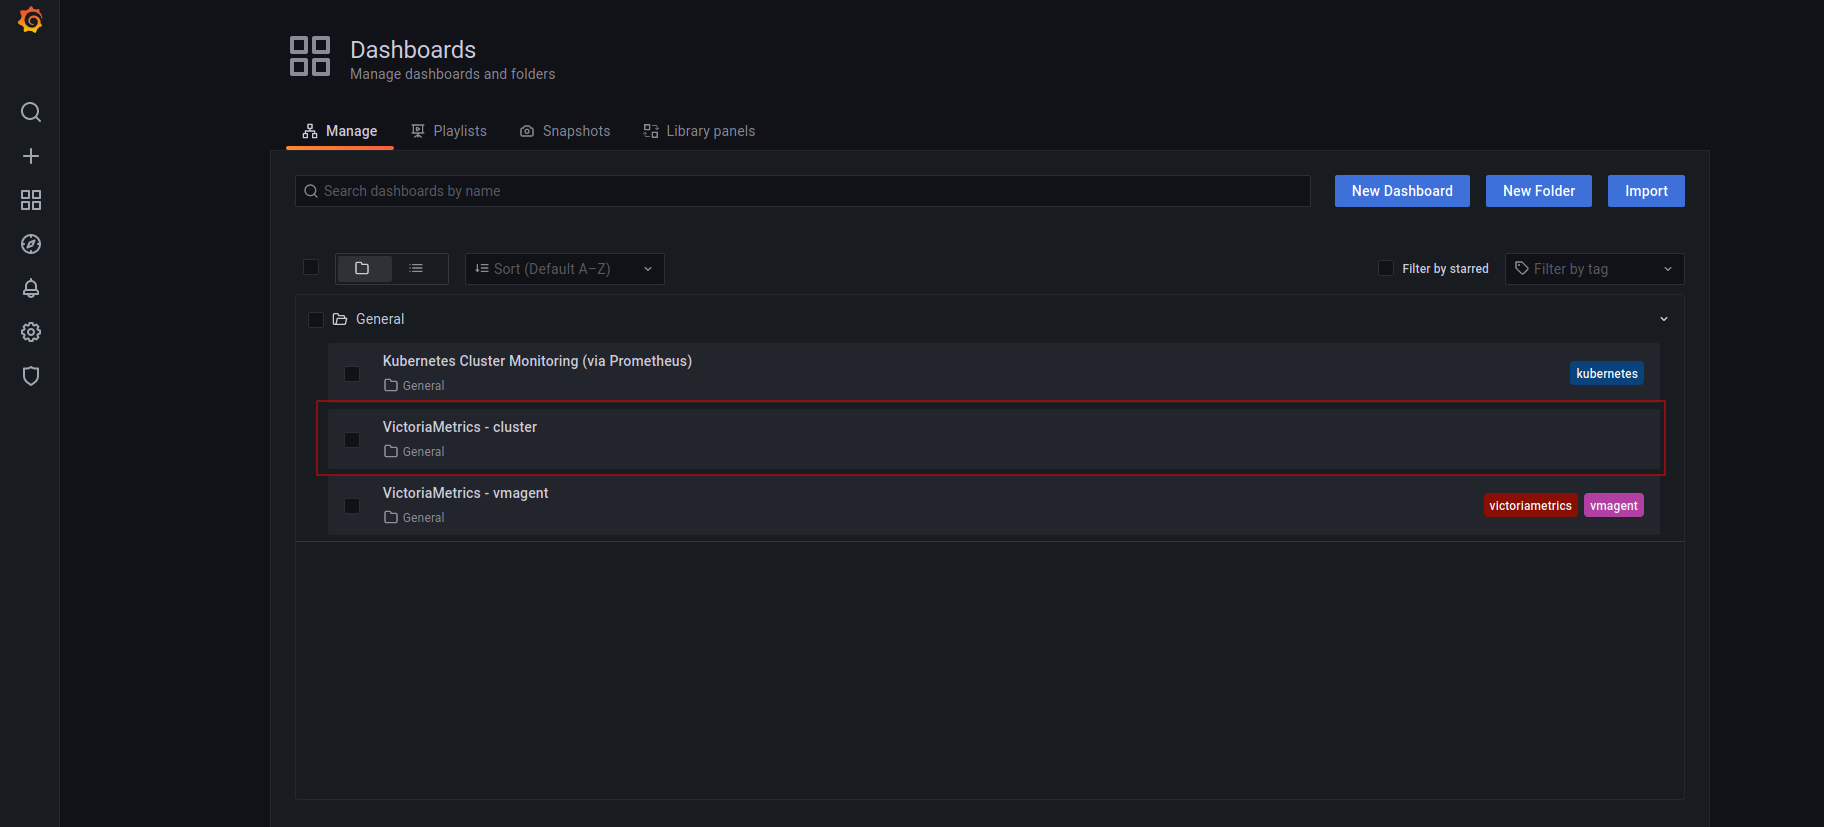 Dashboards
Manage dashboards and folders
Manage Playlists Snapshots Library panels
Search dashboards by name New Dashboard New Folder Import
Sort (Default A–Z) Filter by starred Filter by tag
General
Kubernetes Cluster Monitoring (via Prometheus)
General kubernetes
VictoriaMetrics - cluster
General
VictoriaMetrics - vmagent
General victoriametrics vmagent